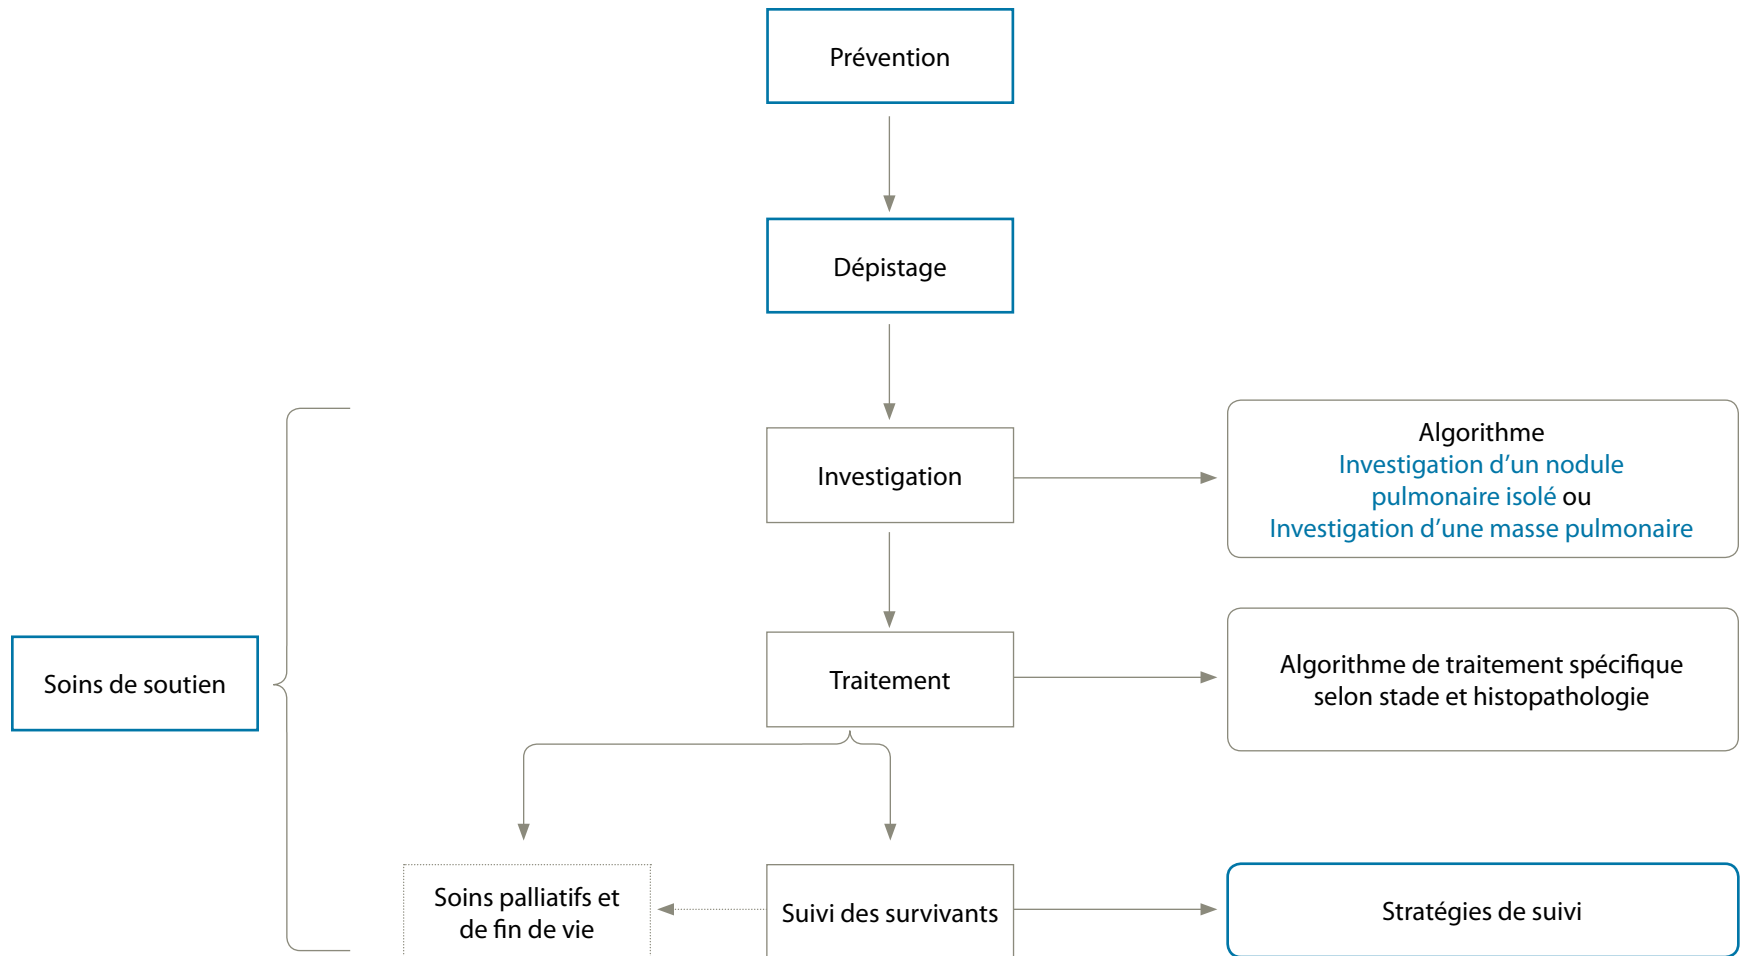 Prévention
Dépistage
Investigation
Algorithme
Investigation d’un nodule
pulmonaire isolé ou
Investigation d’une masse pulmonaire
Soins de soutien
Traitement
Algorithme de traitement spécifique
selon stade et histopathologie
Soins palliatifs et
de fin de vie
Suivi des survivants
Stratégies de suivi